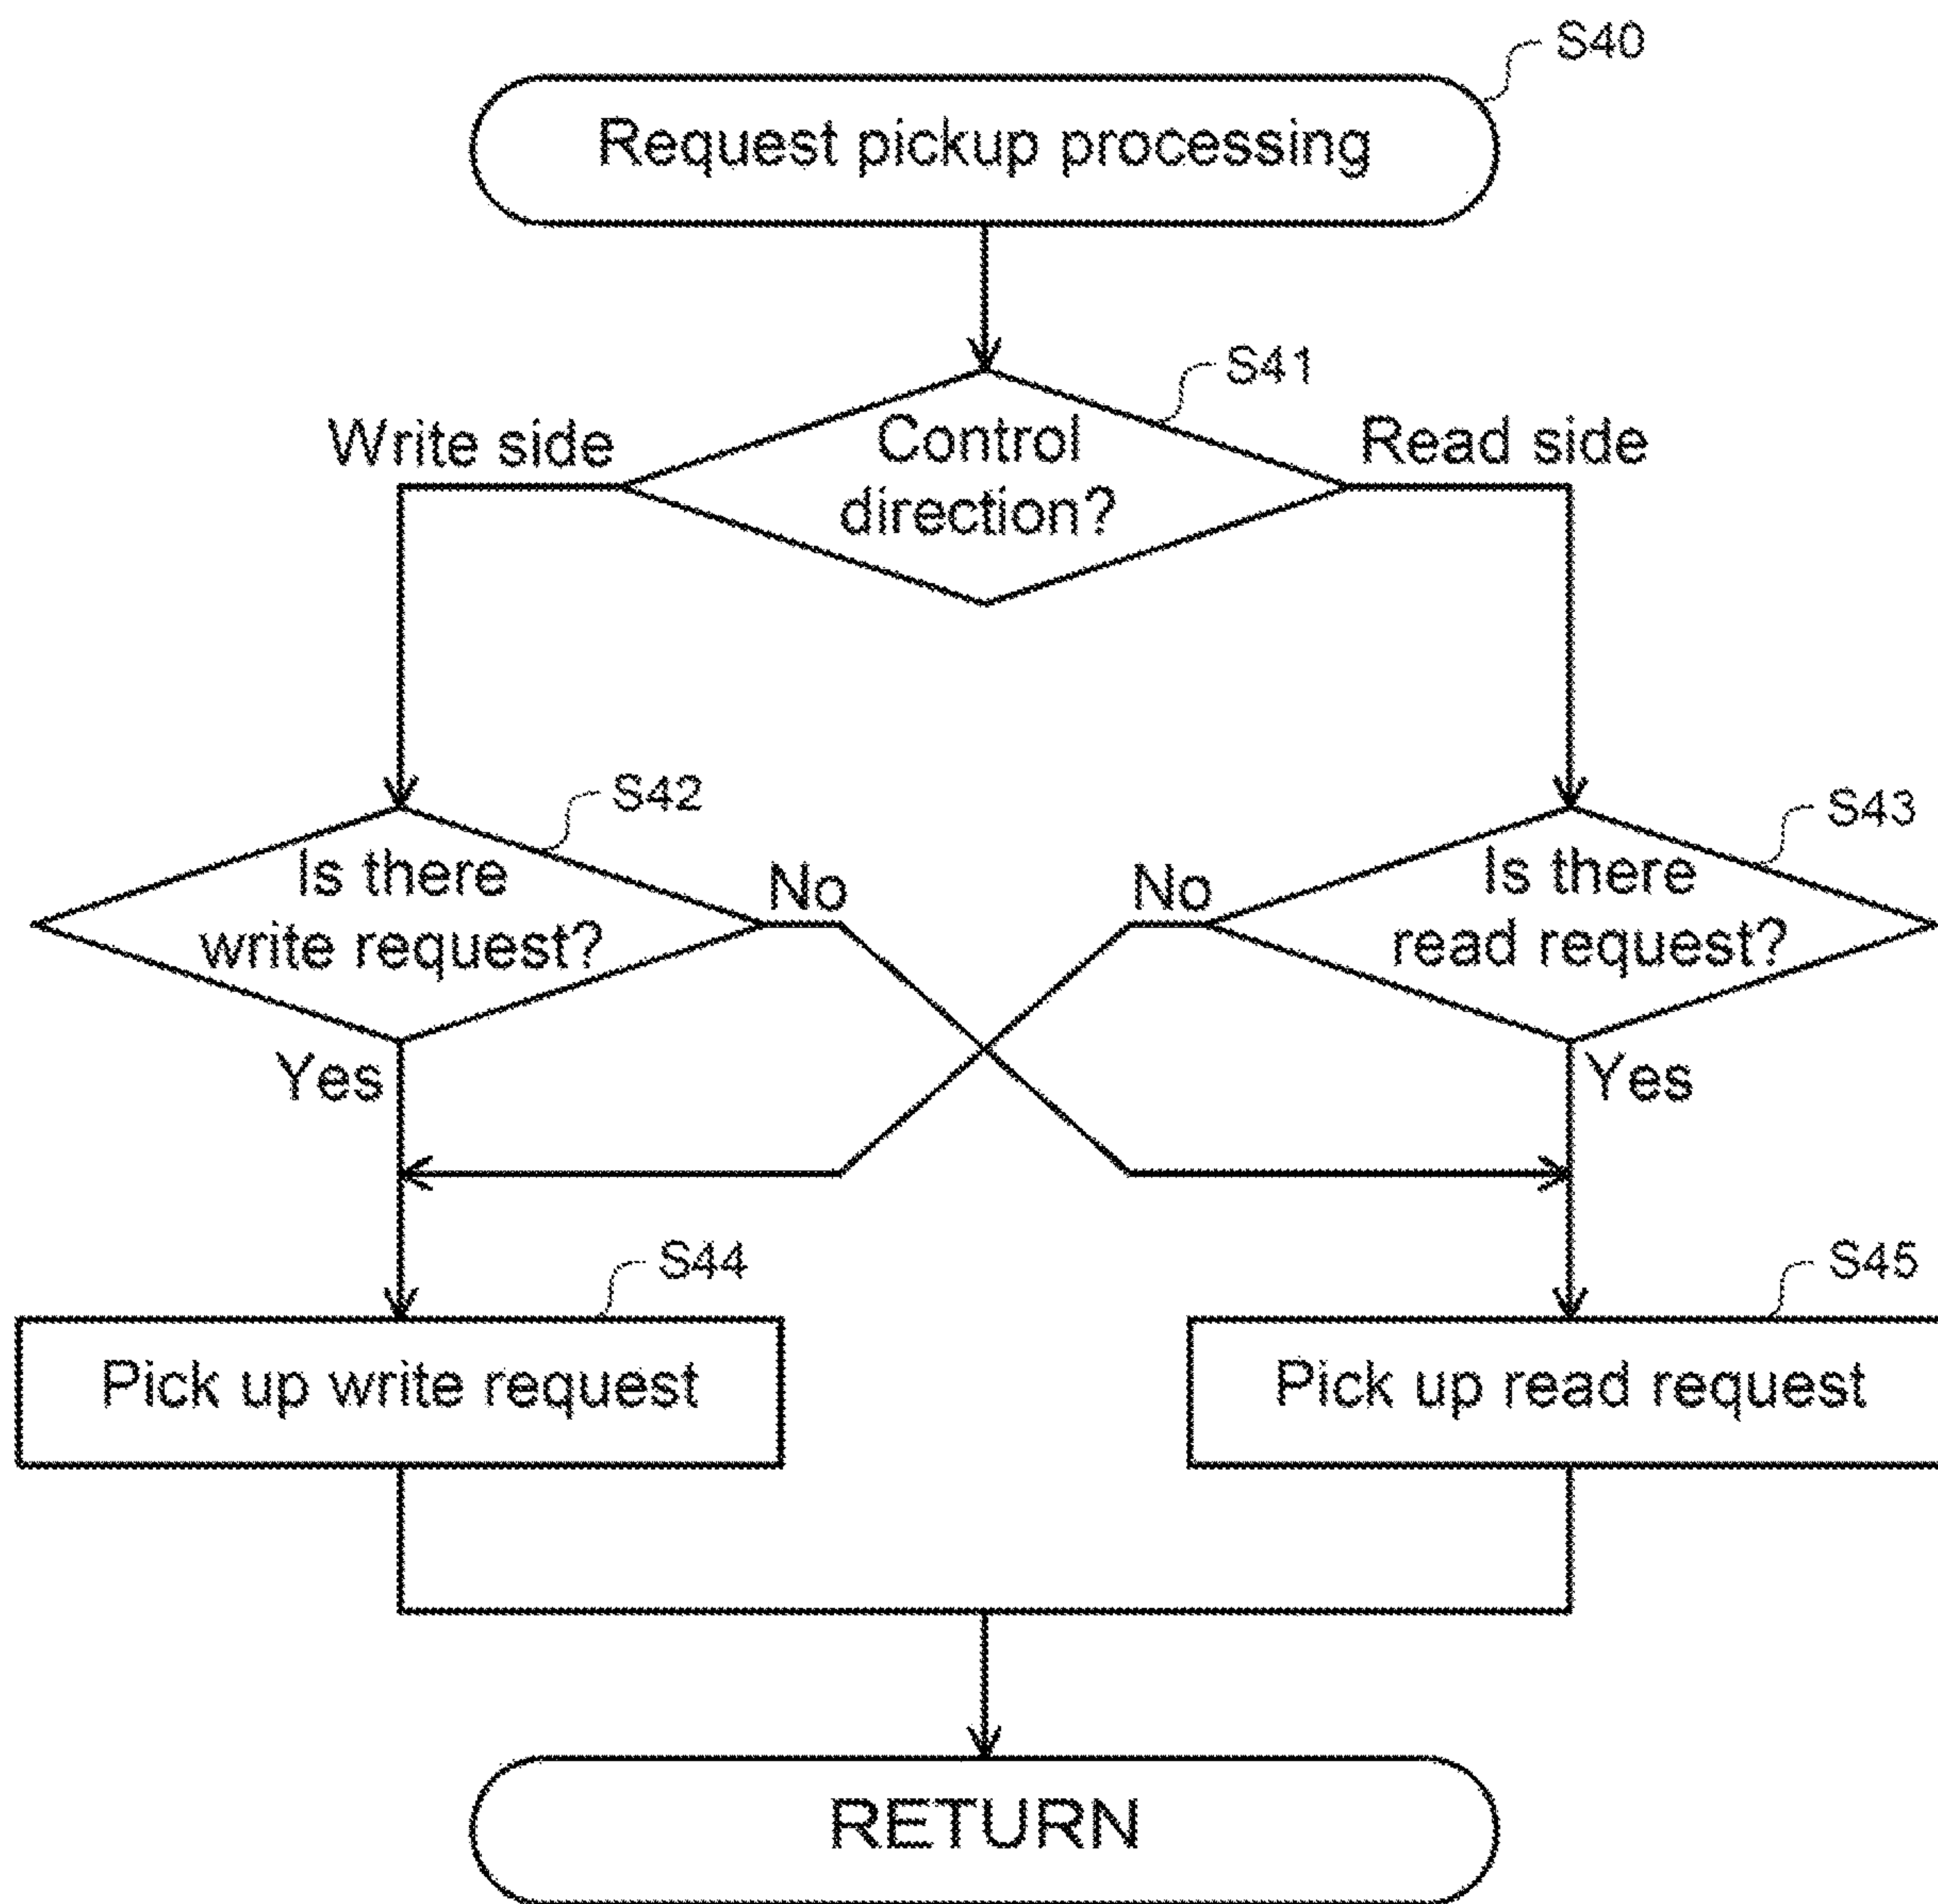 S40
Request pickup processing
S41
Write side
Control
direction?
Read side
S42
S43
Is there
write request?
No
No
Is there
read request?
Yes
Yes
S44
S45
Pick up write request
Pick up read request
RETURN